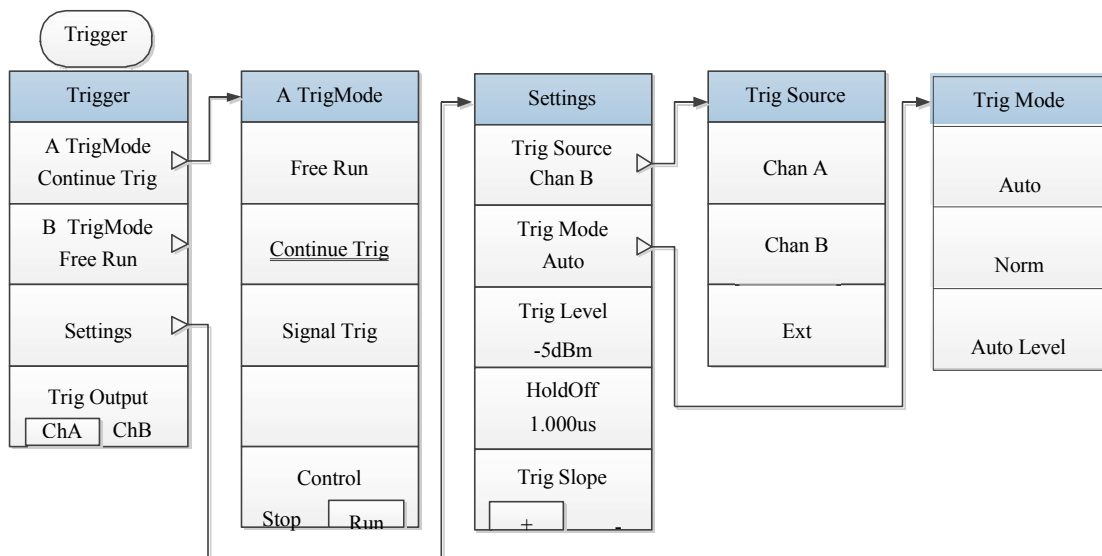 Trigger
Trigger
A TrigMode
Continue Trig
B TrigMode
Free Run
Settings
Trig Output
ChA ChB
A TrigMode
Free Run
Continue Trig
Signal Trig
Control
Stop Run
Settings
Trig Source
Chan B
Trig Mode
Auto
Trig Level
-5dBm
HoldOff
1.000us
Trig Slope
+ -
Trig Source
Chan A
Chan B
Ext
Trig Mode
Auto
Norm
Auto Level